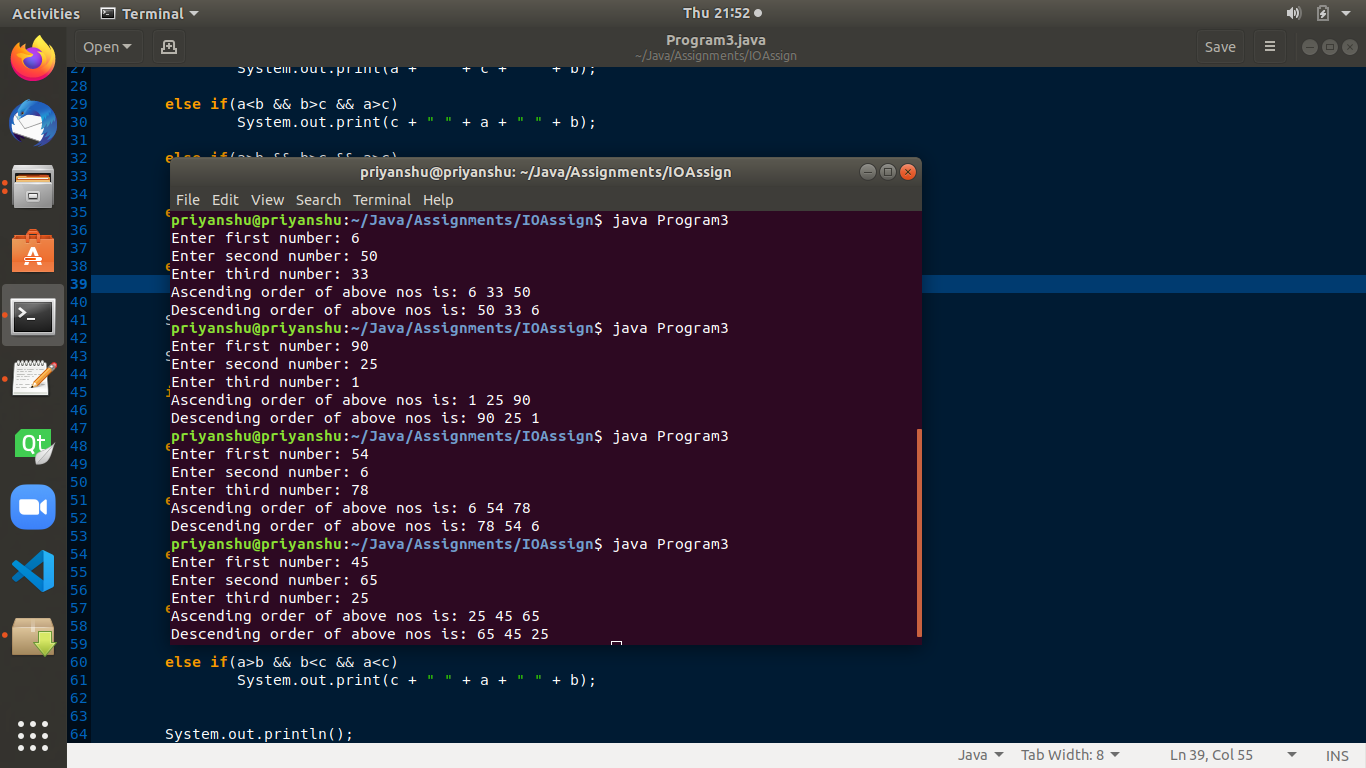 Activities Terminal Thu 21:52
Open Program3.java Save
~/Java/Assignments/IOAssign
27 System.out.print(a + + c + + b);
28
29 else if(a<b && b>c && a>c)
30 System.out.print(c + " " + a + " " + b);
31
32 else if(a>b && b<c && a>c)
33
34
35
36
37
38
39
40
41
42
43
44
45
46
47
48
49
50
51
52
53
54
55
56
57
58
59
priyanshu@priyanshu: ~/Java/Assignments/IOAssign
File Edit View Search Terminal Help
priyanshu@priyanshu:~/Java/Assignments/IOAssign$ java Program3
Enter first number: 6
Enter second number: 50
Enter third number: 33
Ascending order of above nos is: 6 33 50
Descending order of above nos is: 50 33 6
priyanshu@priyanshu:~/Java/Assignments/IOAssign$ java Program3
Enter first number: 90
Enter second number: 25
Enter third number: 1
Ascending order of above nos is: 1 25 90
Descending order of above nos is: 90 25 1
priyanshu@priyanshu:~/Java/Assignments/IOAssign$ java Program3
Enter first number: 54
Enter second number: 6
Enter third number: 78
Ascending order of above nos is: 6 54 78
Descending order of above nos is: 78 54 6
priyanshu@priyanshu:~/Java/Assignments/IOAssign$ java Program3
Enter first number: 45
Enter second number: 65
Enter third number: 25
Ascending order of above nos is: 25 45 65
Descending order of above nos is: 65 45 25
60 else if(a>b && b<c && a<c)
61 System.out.print(c + " " + a + " " + b);
62
63
64 System.out.println();
Qt
Java Tab Width: 8 Ln 39, Col 55 INS